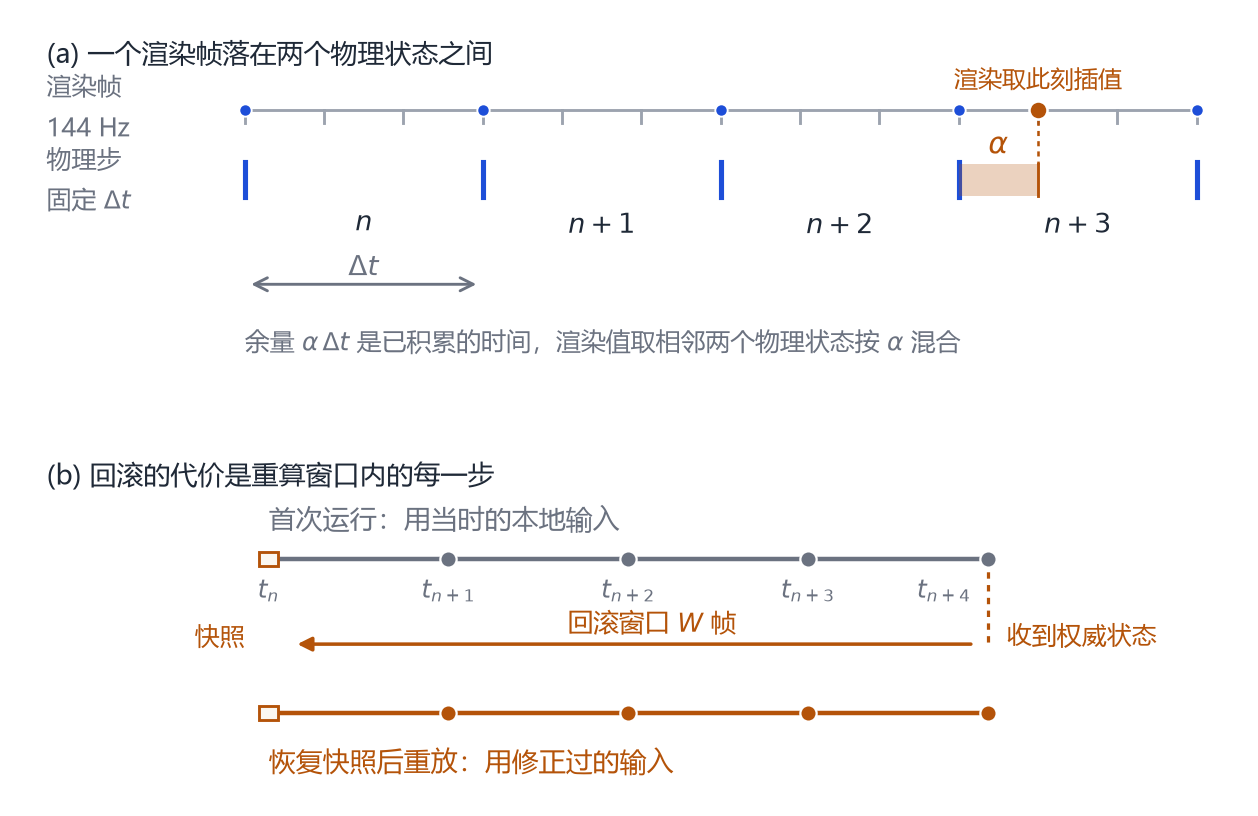 (a) 一个渲染帧落在两个物理状态之间
渲染帧
144 Hz
渲染取此刻插值
物理步
固定 Δt
α
n
n + 1
n + 2
n + 3
Δt
余量 α Δt 是已积累的时间，渲染值取相邻两个物理状态按 α 混合
(b) 回滚的代价是重算窗口内的每一步
首次运行：用当时的本地输入
tₙ
tₙ₊₁
tₙ₊₂
tₙ₊₃
tₙ₊₄
回滚窗口 W 帧
快照
收到权威状态
恢复快照后重放：用修正过的输入